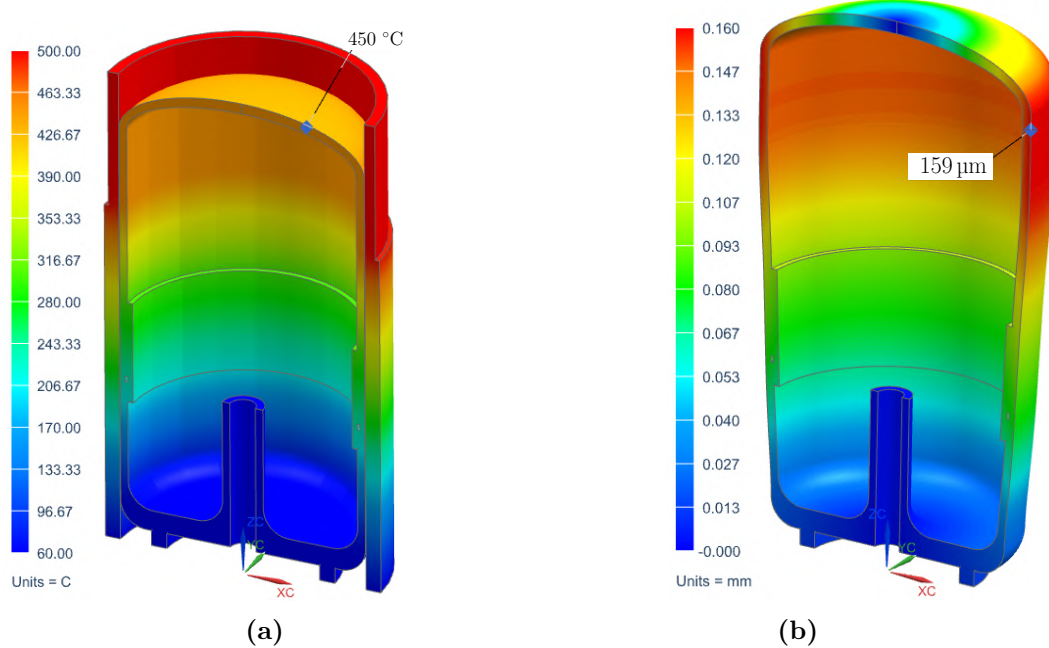 450 °C
500.00
463.33
426.67
390.00
353.33
316.67
280.00
243.33
206.67
170.00
133.33
96.67
60.00
Units = C
ZC
YC
XC
(a)
0.160
0.147
0.133
0.120
0.107
0.093
0.080
0.067
0.053
0.040
0.027
0.013
-0.000
Units = mm
159 µm
ZC
YC
XC
(b)